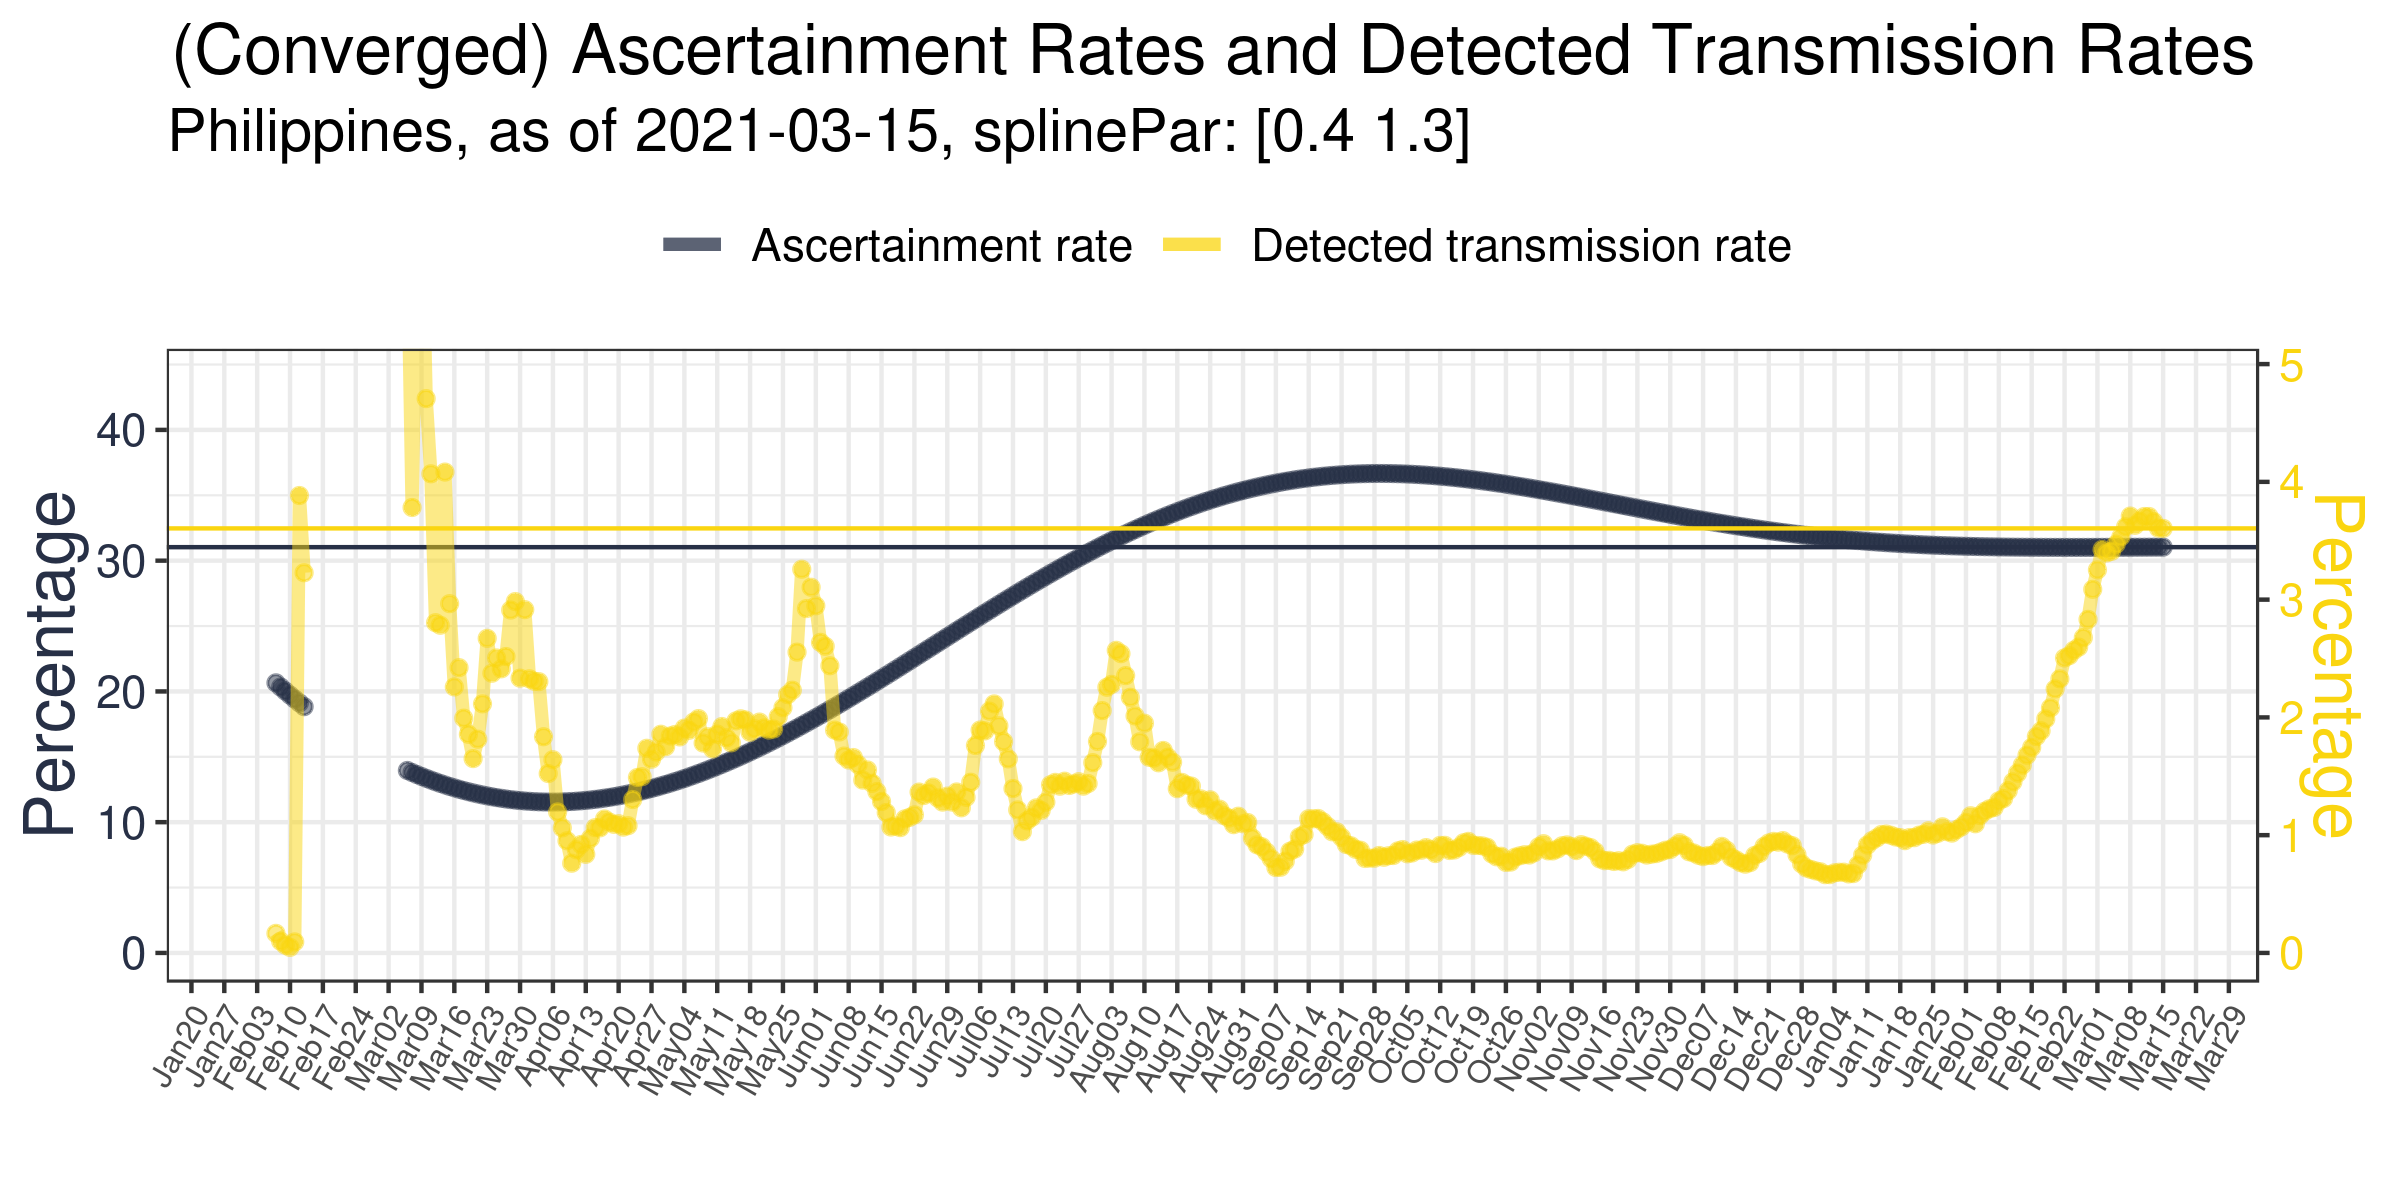 (Converged) Ascertainment Rates and Detected Transmission Rates
Philippines, as of 2021-03-15, splinePar: [0.4 1.3]
Ascertainment rate Detected transmission rate
Percentage
40
30
20
10
0
5
4
3
2
1
0
Percentage
Jan20 Jan27 Feb03 Feb10 Feb17 Feb24 Mar02 Mar09 Mar16 Mar23 Mar30 Apr06 Apr13 Apr20 Apr27 May04 May11 May18 May25 Jun01 Jun08 Jun15 Jun22 Jun29 Jul06 Jul13 Jul20 Jul27 Aug03 Aug10 Aug17 Aug24 Aug31 Sep07 Sep14 Sep21 Sep28 Oct05 Oct12 Oct19 Oct26 Nov02 Nov09 Nov16 Nov23 Nov30 Dec07 Dec14 Dec21 Dec28 Jan04 Jan11 Jan18 Jan25 Feb01 Feb08 Feb15 Feb22 Mar01 Mar08 Mar15 Mar22 Mar29